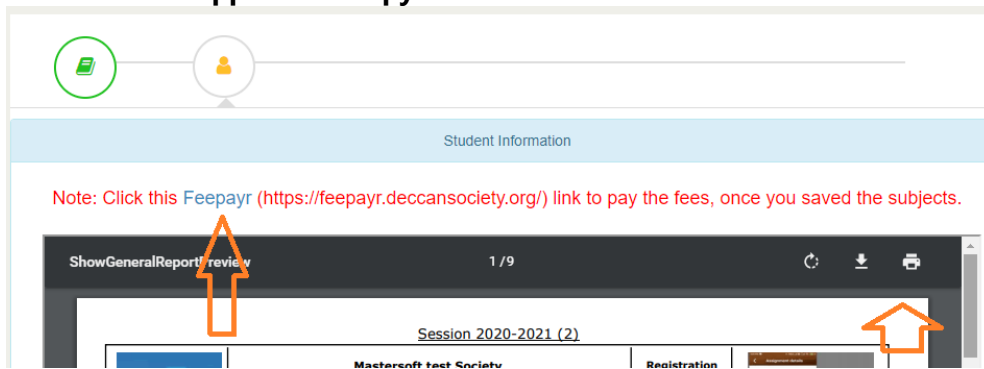 Student Information
Note: Click this Feepayr (https://feepayr.deccansociety.org/) link to pay the fees, once you saved the subjects.
ShowGeneralReportPreview 1 / 9
Session 2020-2021 (2)
Mastersoft test Society Registration